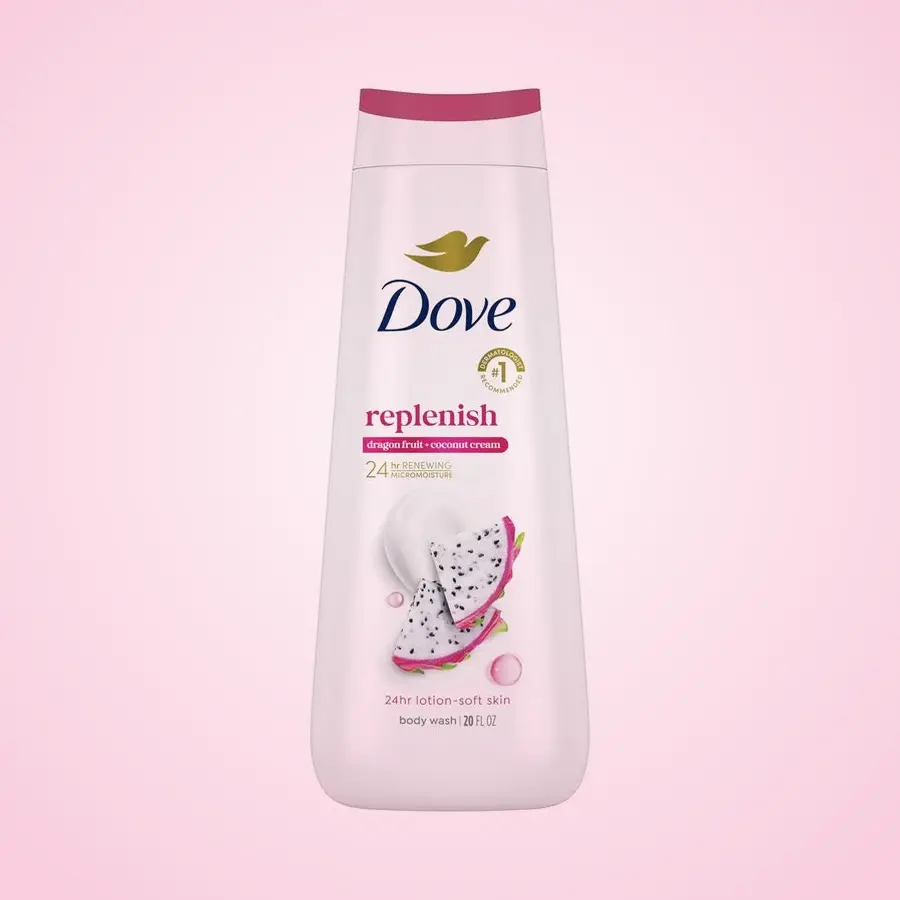 Dove
DERMATOLOGIST
#1
RECOMMENDED
replenish
dragon fruit + coconut cream
24 hr RENEWING
MICROMOISTURE
24hr lotion-soft skin
body wash | 20 FL OZ